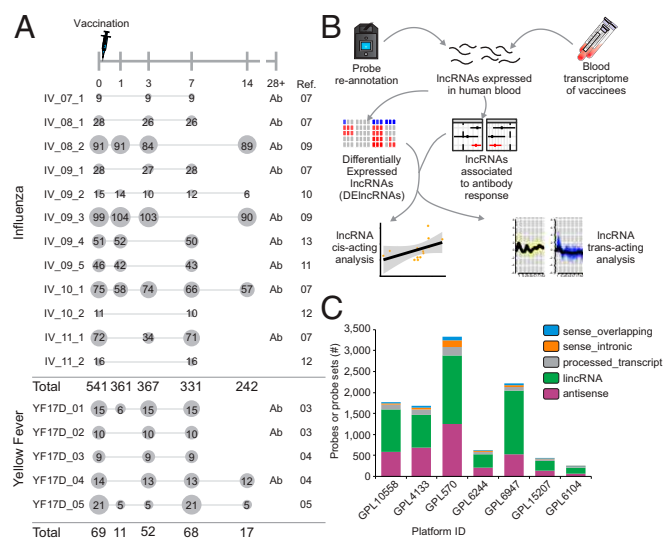 A
Vaccination
0 1 3 7 14 28+ Ref.
Influenza
IV_07_1 9 9 9 Ab 07
IV_08_1 28 26 26 Ab 07
IV_08_2 91 91 84 89 Ab 09
IV_09_1 28 27 28 Ab 07
IV_09_2 15 14 10 12 6 10
IV_09_3 99 104 103 90 Ab 09
IV_09_4 51 52 50 Ab 13
IV_09_5 46 42 43 Ab 11
IV_10_1 75 58 74 66 57 Ab 07
IV_10_2 11 10 12
IV_11_1 72 34 71 Ab 07
IV_11_2 16 16 12
Total 541 361 367 331 242
Yellow Fever
YF17D_01 15 6 15 15 Ab 03
YF17D_02 10 10 10 Ab 03
YF17D_03 9 9 9 04
YF17D_04 14 13 13 12 Ab 04
YF17D_05 21 5 5 21 5 05
Total 69 11 52 68 17
B
Probe
re-annotation
lncRNAs expressed
in human blood
Blood
transcriptome
of vaccinees
Differentially
Expressed
lncRNAs
(DElncRNAs)
lncRNAs
associated
to antibody
response
lncRNA
cis-acting
analysis
lncRNA
trans-acting
analysis
C
Probes or probe sets (#)
3,500
3,000
2,500
2,000
1,500
1,000
500
0
sense_overlapping
sense_intronic
processed_transcript
lincRNA
antisense
GPL10558
GPL4133
GPL570
GPL6244
GPL6947
GPL15207
GPL6104
Platform ID